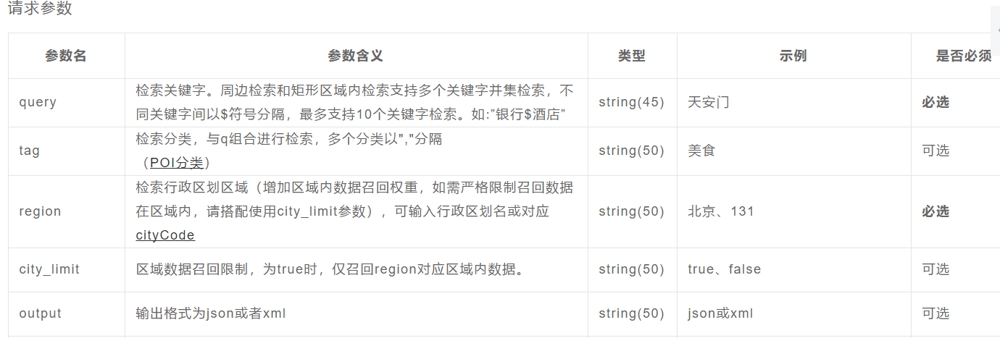 请求参数
参数名 参数含义 类型 示例 是否必须
query 检索关键字。周边检索和矩形区域内检索支持多个关键字并集检索，不同关键字间以$符号分隔，最多支持10个关键字检索。如:”银行$酒店” string(45) 天安门 必选
tag 检索分类，与q组合进行检索，多个分类以","分隔
（POI分类） string(50) 美食 可选
region 检索行政区划区域（增加区域内数据召回权重，如需严格限制召回数据在区域内，请搭配使用city_limit参数），可输入行政区划名或对应cityCode string(50) 北京、131 必选
city_limit 区域数据召回限制，为true时，仅召回region对应区域内数据。 string(50) true、false 可选
output 输出格式为json或者xml string(50) json或xml 可选